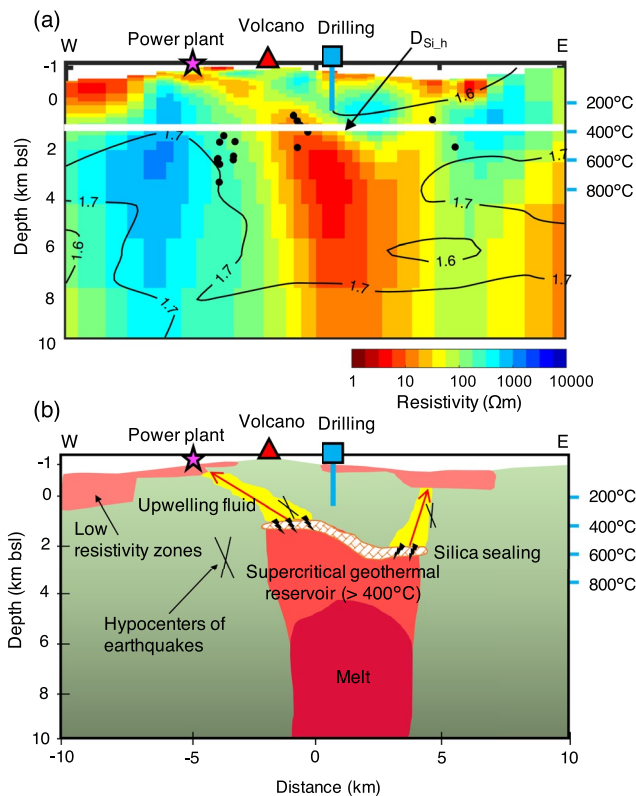 (a)
W
Power plant
Volcano
Drilling
D_Si_h
E
-1
0
2
4
6
8
10
Depth (km bsl)
1.6
1.7
1.7
1.7
1.6
1.7
1.7
1.7
1.6
1.7
1.7
200°C
400°C
600°C
800°C
1 10 100 1000 10000
Resistivity (Ωm)
(b)
W
Power plant
Volcano
Drilling
E
-1
0
2
4
6
8
10
Depth (km bsl)
Upwelling fluid
Low
resistivity zones
Silica sealing
Supercritical geothermal
reservoir (> 400°C)
Hypocenters of
earthquakes
Melt
200°C
400°C
600°C
800°C
-10 -5 0 5 10
Distance (km)